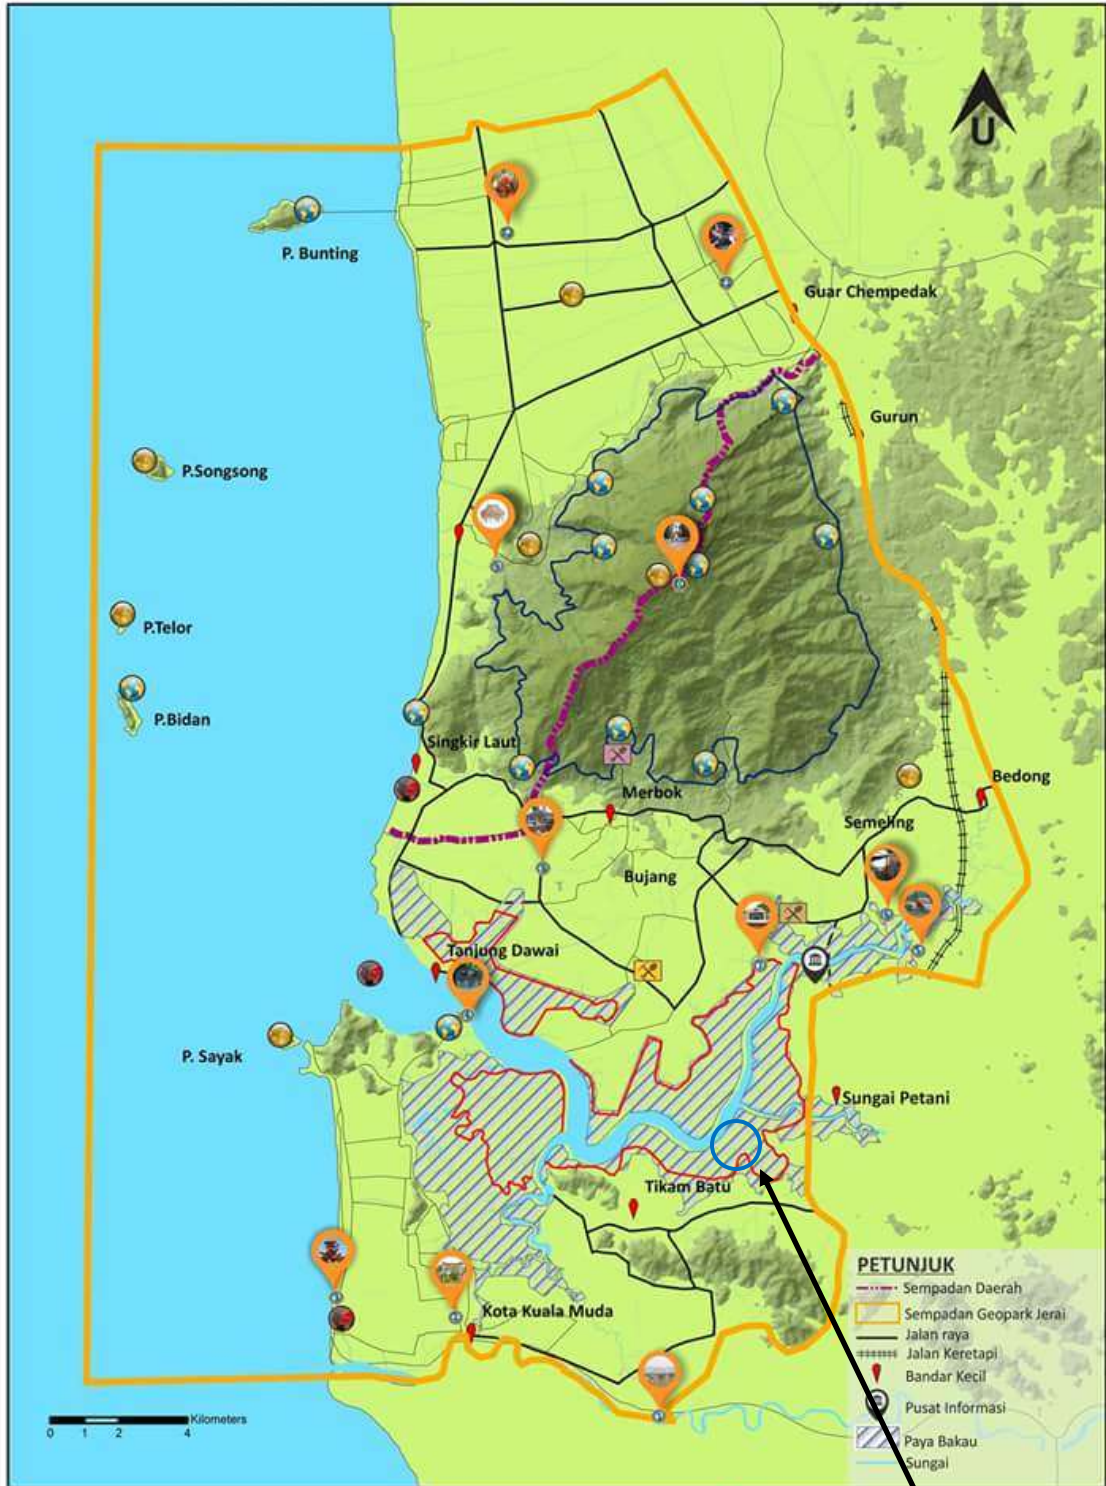 U
P. Bunting
Guar Chempedak
Gurun
P.Songsong
P.Telor
P.Bidan
Singkir Laut
Merbok
Bedong
Semeling
Bujang
Tanjung Dawai
P. Sayak
Sungai Petani
Tikam Batu
Kota Kuala Muda
PETUNJUK
Sempadan Daerah
Sempadan Geopark Jerai
Jalan raya
Jalan Keretapi
Bandar Kecil
Pusat Informasi
Paya Bakau
Sungai
Kilometers
0 1 2 4